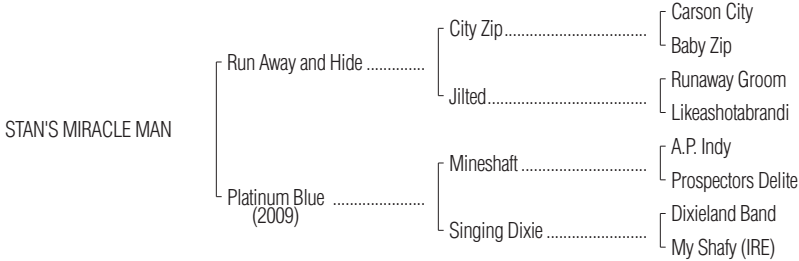 Carson City
City Zip
Baby Zip
Run Away and Hide
Runaway Groom
Jilted
Likeashotabrandi
STAN'S MIRACLE MAN
A.P. Indy
Mineshaft
Prospectors Delite
Platinum Blue
(2009)
Dixieland Band
Singing Dixie
My Shafy (IRE)